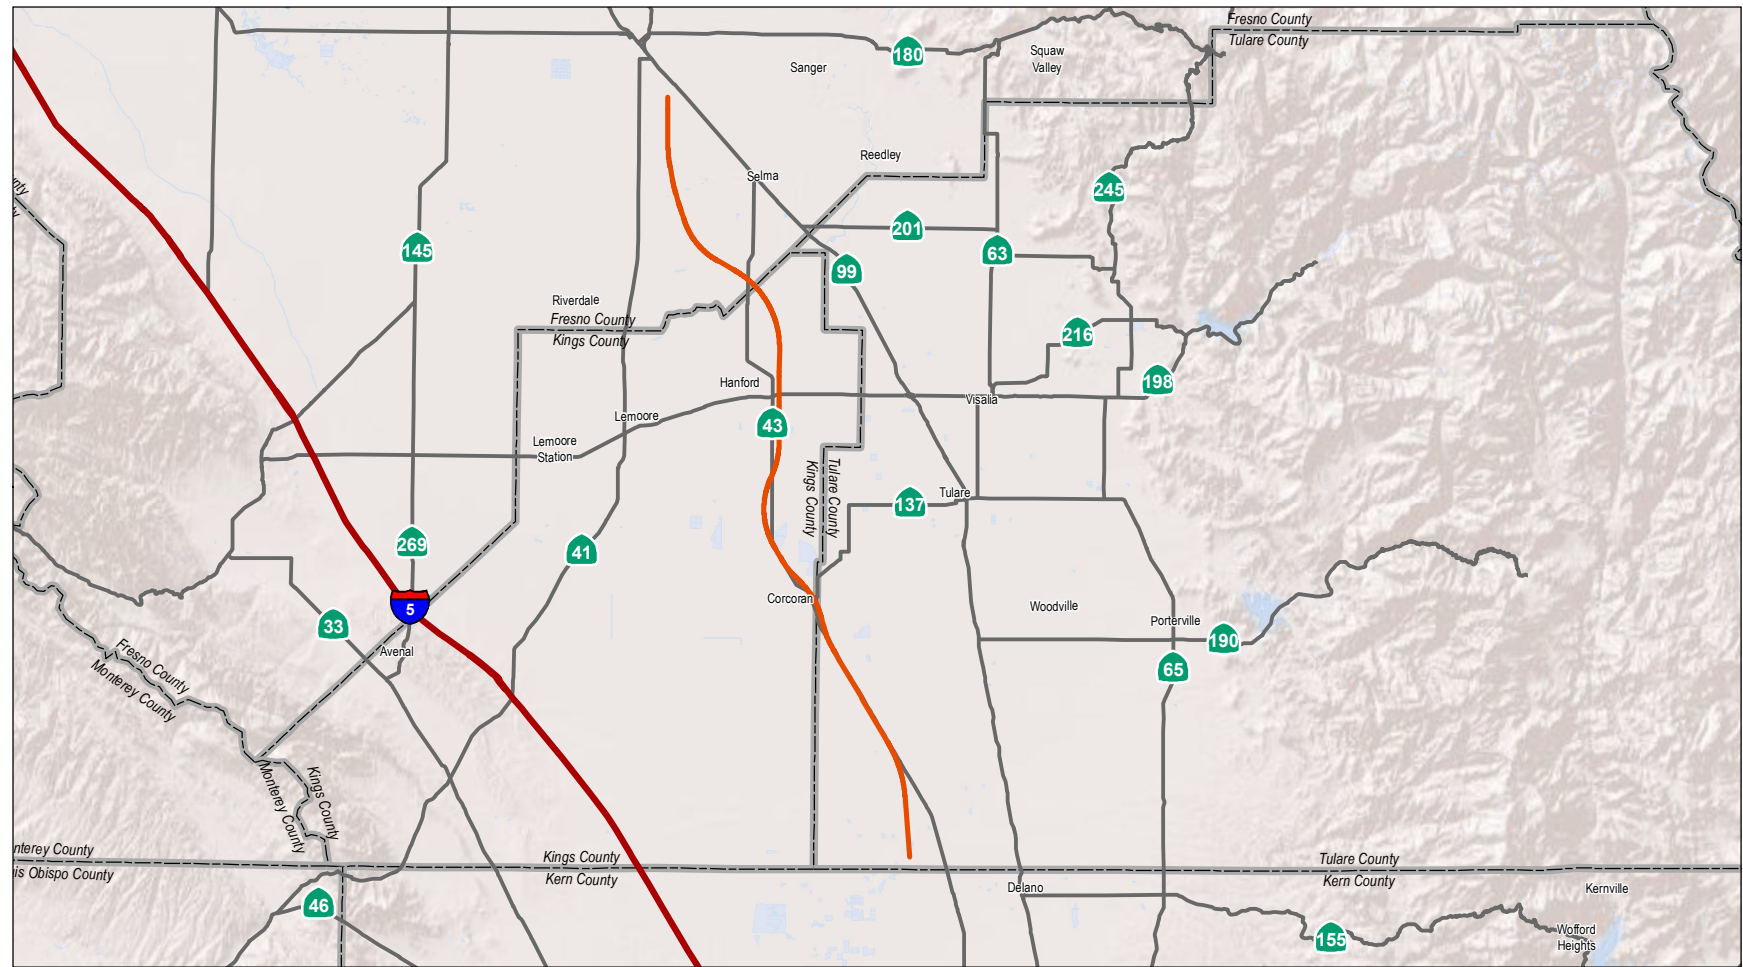 Fresno County
Tulare County
180
Squaw
Valley
Sanger
Reedley
Selma
245
201
63
145
99
Riverdale
Fresno County
Kings County
216
Hanford
198
Visalia
Lemoore
43
Lemoore
Station
Kings County
Tulare County
Tulare
137
269
41
5
Corcoran
Woodville
Porterville
33
190
Avenal
65
Fresno County
Monterey County
Kings County
Monterey County
nterey County
is Obispo County
Kings County
Kern County
Tulare County
Kern County
Delano
Kernville
46
155
Wofford
Heights